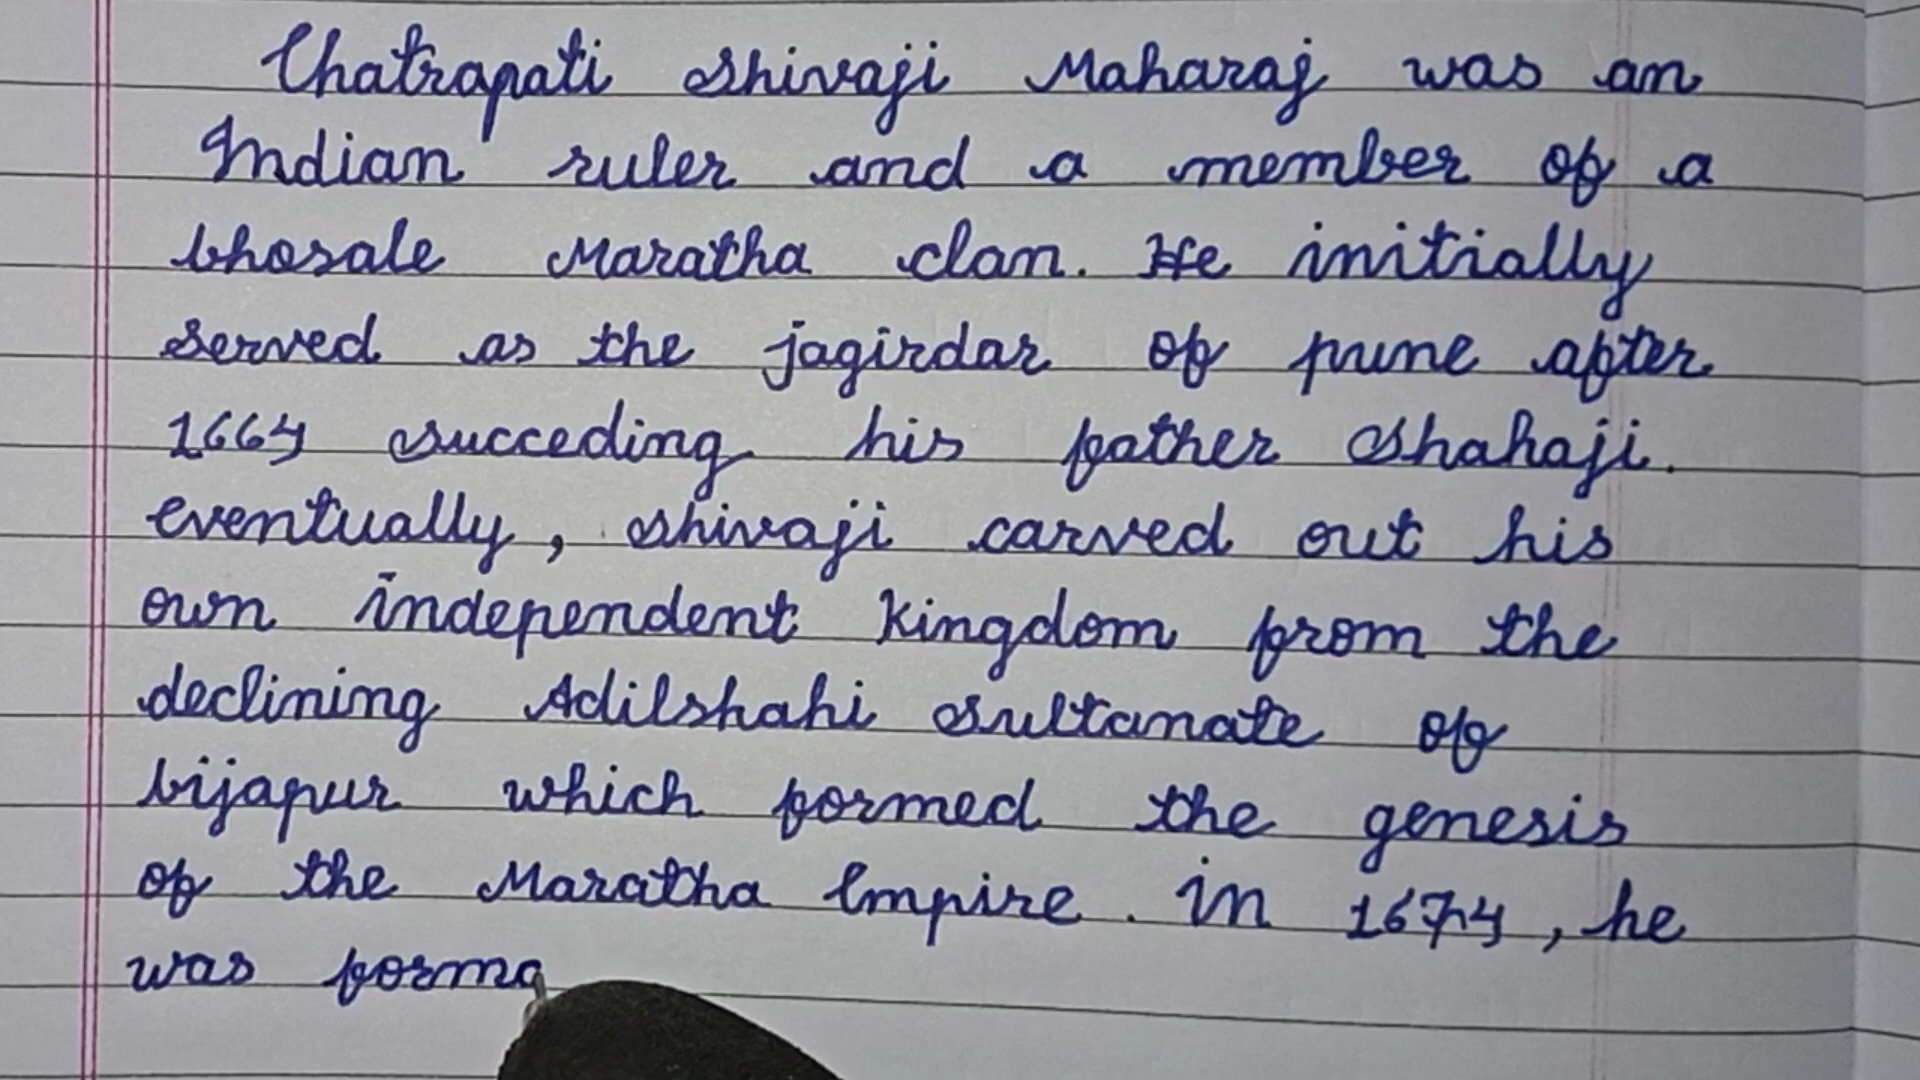 Chatrapati Shivaji Maharaj was an
Indian ruler and a member of a
bhosale Maratha clan. He initially
served as the jagirdar of pune after
1664 succeding his father Shahaji.
eventually, Shivaji carved out his
own independent kingdom from the
declining Adilshahi Sultanate of
bijapur which formed the genesis
of the Maratha Empire. in 1674, he
was forma